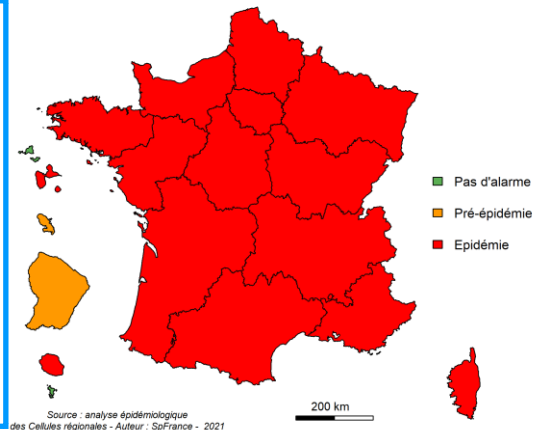 Pas d'alarme
Pré-épidémie
Epidémie
200 km
Source : analyse épidémiologique
des Cellules régionales - Auteur : SpFrance - 2021